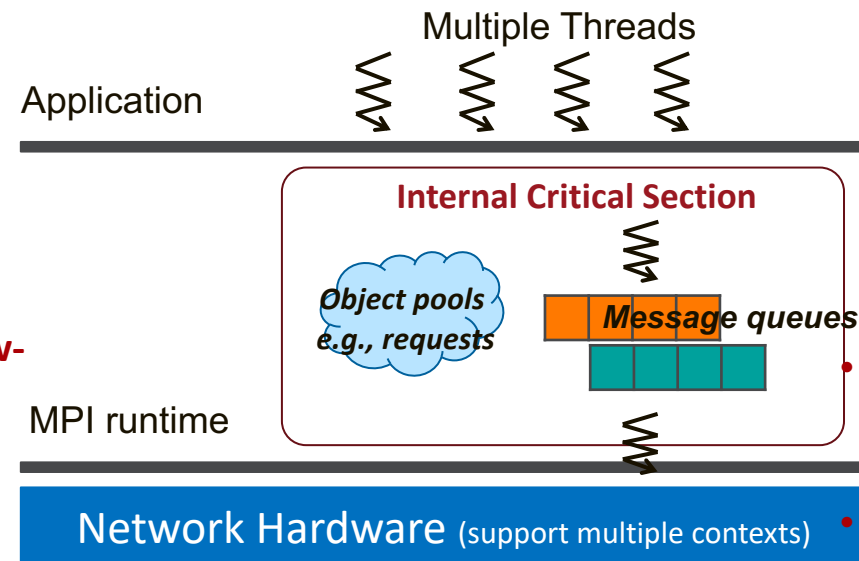 Multiple Threads
Application
Internal Critical Section
Object pools
e.g., requests
Message queues
w-
MPI runtime
Network Hardware (support multiple contexts)